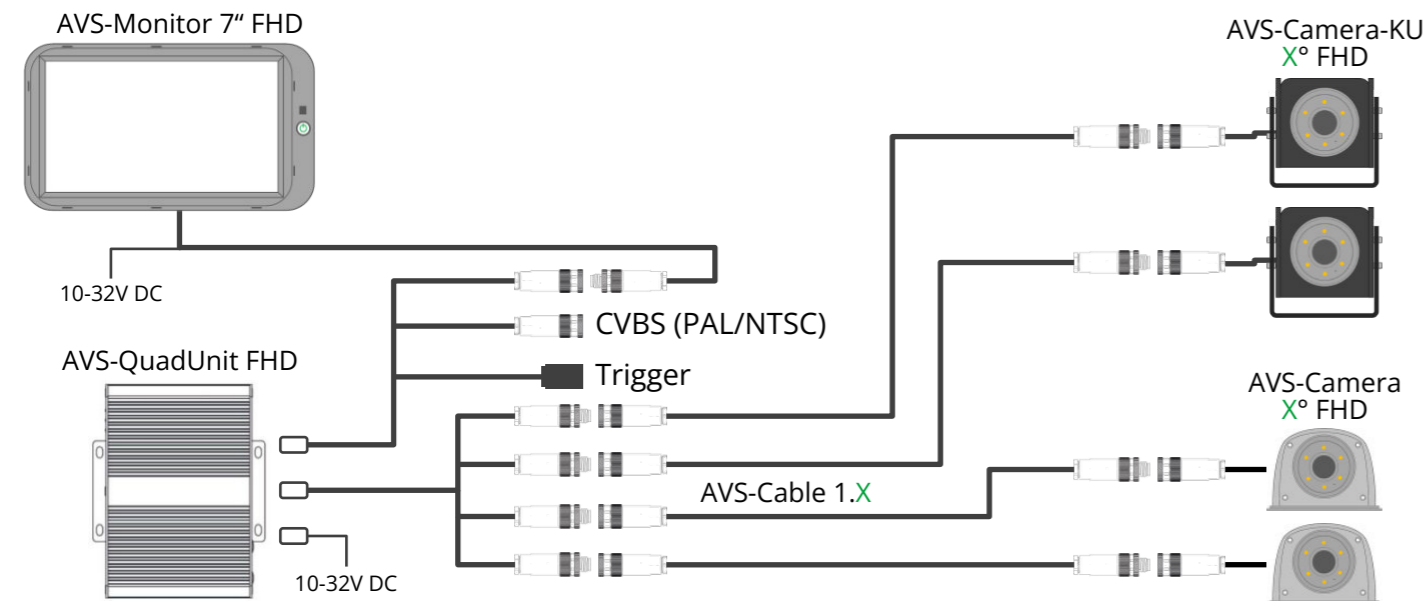 AVS-Monitor 7“ FHD
AVS-Camera-KU
X° FHD
10-32V DC
CVBS (PAL/NTSC)
AVS-QuadUnit FHD
Trigger
AVS-Camera
X° FHD
AVS-Cable 1.X
10-32V DC